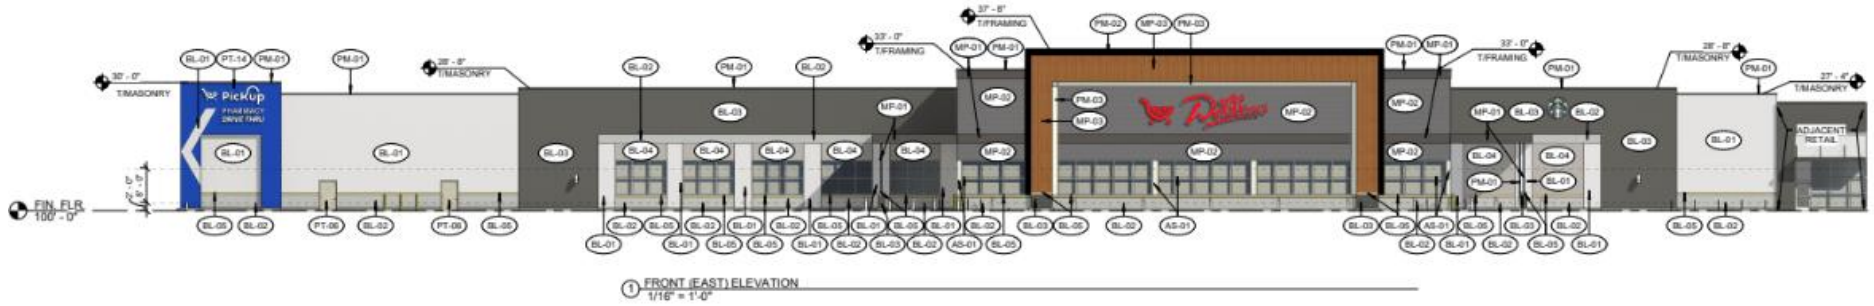 37' - 8"
T/FRAMING
PM-02 MP-03 PM-03
33' - 0"
T/FRAMING
MP-01 PM-01
PM-01 MP-01
33' - 0"
T/FRAMING
28' - 8"
T/MASONRY
BL-01 PT-14 PM-01
PM-01
28' - 8"
T/MASONRY
BL-02
PM-01
BL-02
PM-01
PM-01
30' - 0"
T/MASONRY
27' - 4"
T/MASONRY
PickUp
PHARMACY
DRIVE THRU
BL-03
MP-01
MP-02
PM-03
MP-03
MP-02
MP-02
MP-01 BL-03 BL-02
ADJACENT
RETAIL
BL-01
BL-01
BL-03
BL-04 BL-04 BL-04 BL-04 BL-04
MP-02
MP-02
MP-02
BL-04
BL-04
BL-03
BL-01
PM-01
BL-01
FIN. FLR
100' - 0"
BL-05 BL-02 PT-06 BL-02 PT-06 BL-05
BL-02 BL-05 BL-02 BL-01 BL-02 BL-05 BL-01 BL-05 BL-01 BL-02
BL-03 BL-05 BL-02 AS-01 BL-03 BL-05 AS-01 BL-05 BL-03 BL-02 BL-05 BL-02
BL-01 BL-01 BL-05 BL-05 BL-01 BL-02 BL-03 BL-02 AS-01 BL-05
BL-02 BL-01 BL-02 BL-05 BL-01
1 FRONT (EAST) ELEVATION
1/16" = 1'-0"